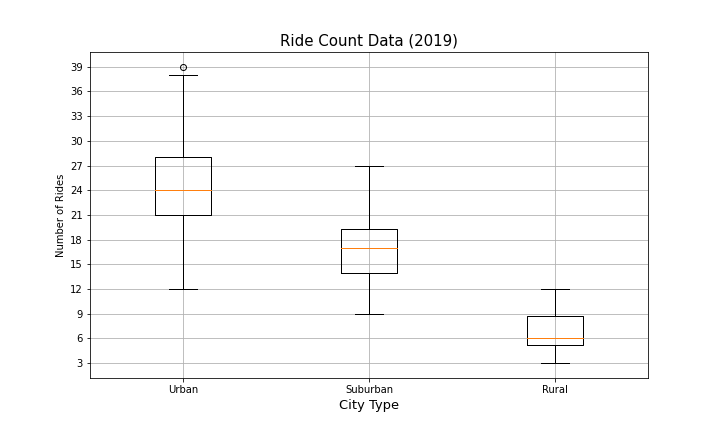 Ride Count Data (2019)
39
36
33
30
27
24
21
18
15
12
9
6
3
Number of Rides
Urban
Suburban
Rural
City Type